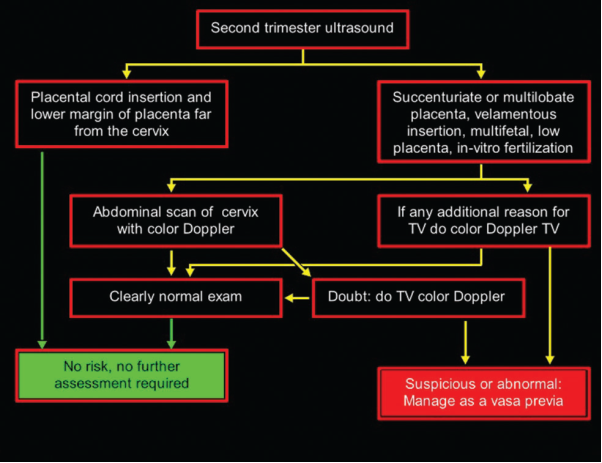 Second trimester ultrasound
Placental cord insertion and
lower margin of placenta far
from the cervix
Succenturiate or multilobate
placenta, velamentous
insertion, multifetal, low
placenta, in-vitro fertilization
Abdominal scan of cervix
with color Doppler
If any additional reason for
TV do color Doppler TV
Clearly normal exam
Doubt: do TV color Doppler
No risk, no further
assessment required
Suspicious or abnormal:
Manage as a vasa previa